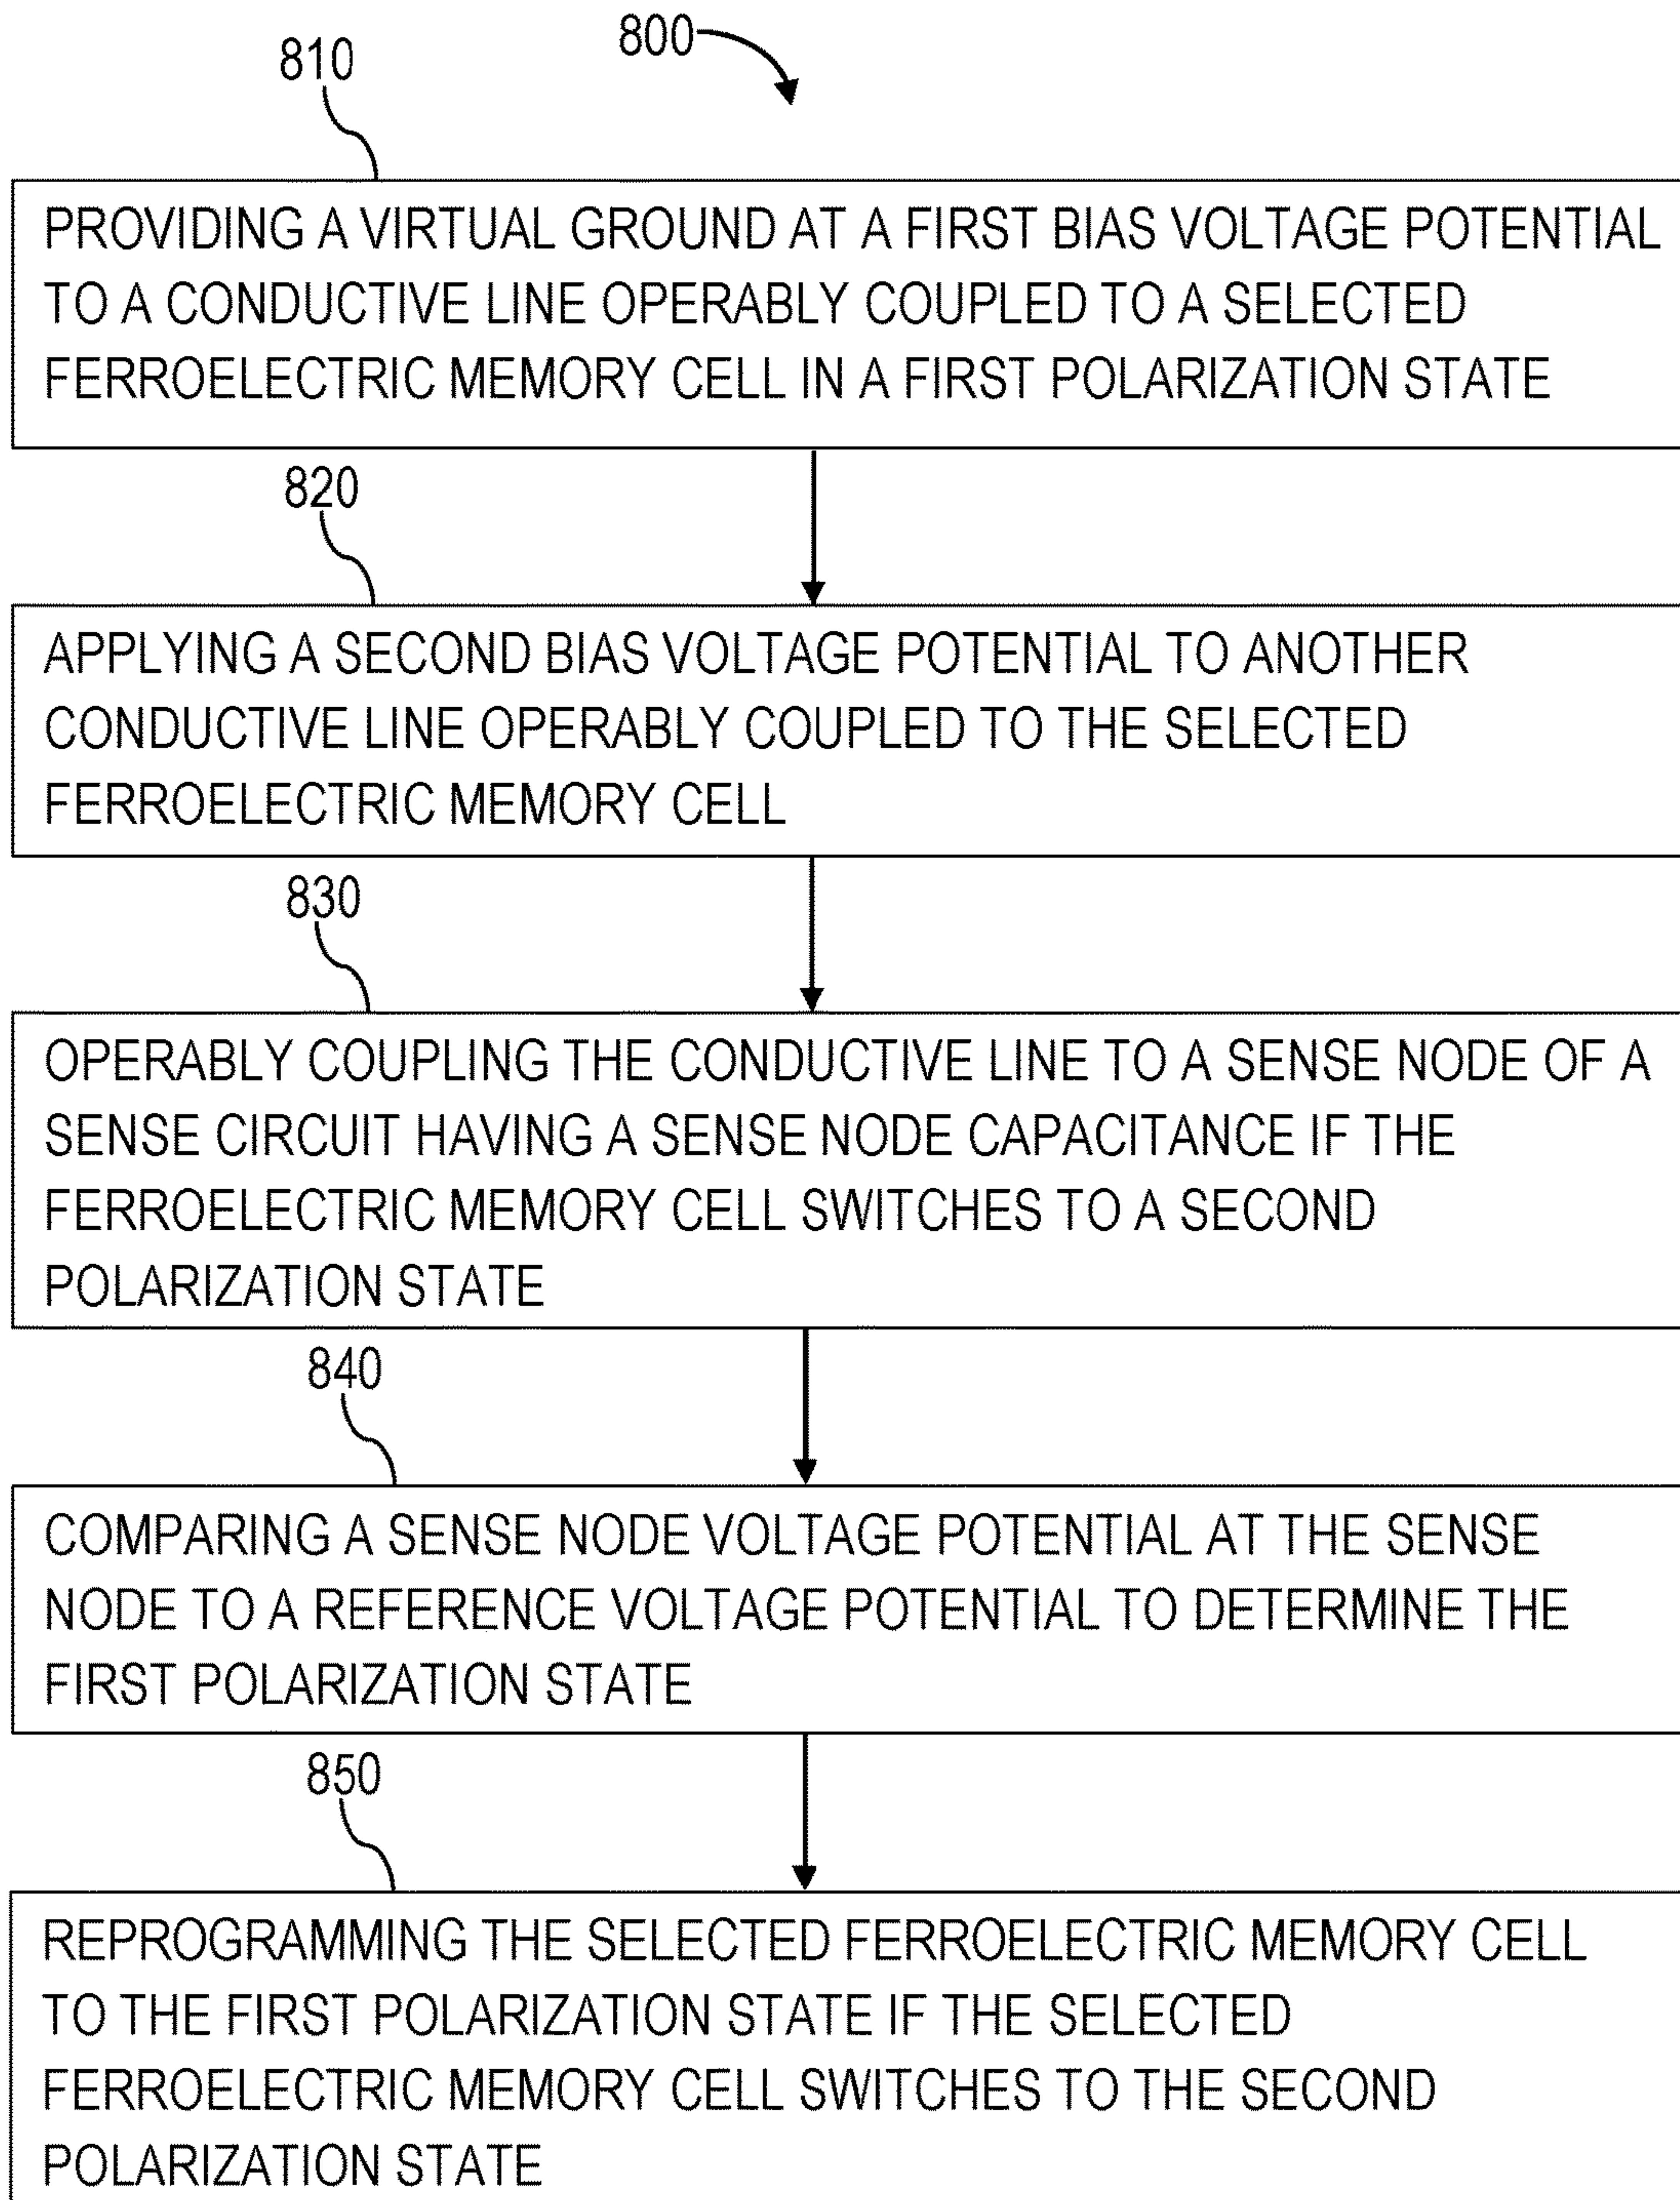 800
810
PROVIDING A VIRTUAL GROUND AT A FIRST BIAS VOLTAGE POTENTIAL
TO A CONDUCTIVE LINE OPERABLY COUPLED TO A SELECTED
FERROELECTRIC MEMORY CELL IN A FIRST POLARIZATION STATE
820
APPLYING A SECOND BIAS VOLTAGE POTENTIAL TO ANOTHER
CONDUCTIVE LINE OPERABLY COUPLED TO THE SELECTED
FERROELECTRIC MEMORY CELL
830
OPERABLY COUPLING THE CONDUCTIVE LINE TO A SENSE NODE OF A
SENSE CIRCUIT HAVING A SENSE NODE CAPACITANCE IF THE
FERROELECTRIC MEMORY CELL SWITCHES TO A SECOND
POLARIZATION STATE
840
COMPARING A SENSE NODE VOLTAGE POTENTIAL AT THE SENSE
NODE TO A REFERENCE VOLTAGE POTENTIAL TO DETERMINE THE
FIRST POLARIZATION STATE
850
REPROGRAMMING THE SELECTED FERROELECTRIC MEMORY CELL
TO THE FIRST POLARIZATION STATE IF THE SELECTED
FERROELECTRIC MEMORY CELL SWITCHES TO THE SECOND
POLARIZATION STATE